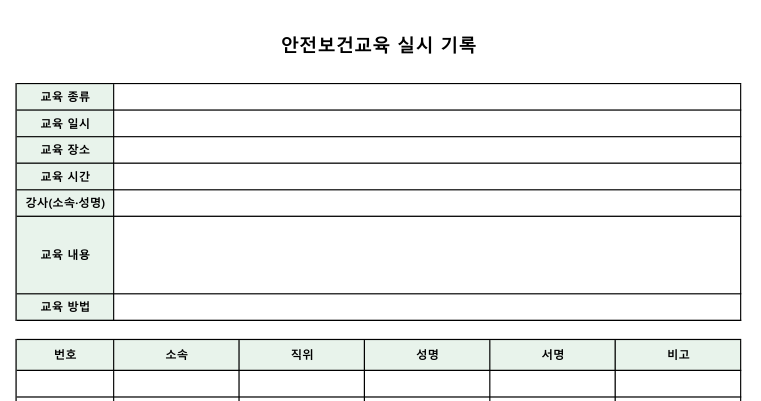 안전보건교육 실시 기록
교육 종류
교육 일시
교육 장소
교육 시간
강사(소속·성명)
교육 내용
교육 방법
번호 소속 직위 성명 서명 비고